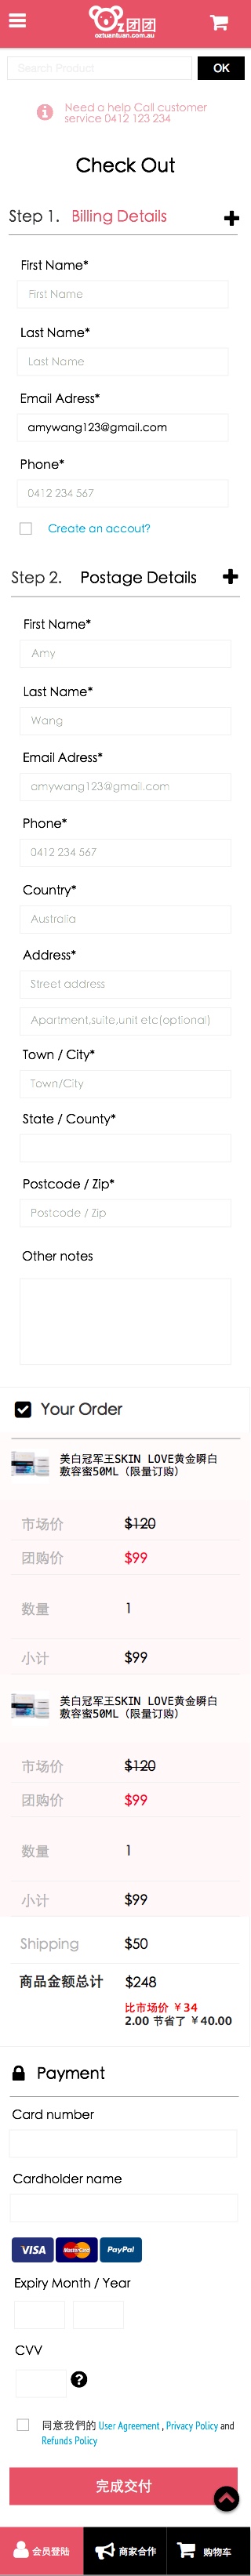 Oz团团
oztuantuan.com.au
Search Product
OK
Need a help Call customer
service 0412 123 234
Check Out
Step 1. Billing Details
First Name*
First Name
Last Name*
Last Name
Email Adress*
amywang123@gmail.com
Phone*
0412 234 567
Create an accout?
Step 2. Postage Details
First Name*
Amy
Last Name*
Wang
Email Adress*
amywang123@gmail.com
Phone*
0412 234 567
Country*
Australia
Address*
Street address
Apartment,suite,unit etc(optional)
Town / City*
Town/City
State / County*
Postcode / Zip*
Postcode / Zip
Other notes
Your Order
美白冠军王SKIN LOVE黄金瞬白
敷容蜜50ML（限量订购）
市场价 $120
团购价 $99
数量 1
小计 $99
美白冠军王SKIN LOVE黄金瞬白
敷容蜜50ML（限量订购）
市场价 $120
团购价 $99
数量 1
小计 $99
Shipping $50
商品金额总计 $248
比市场价 ￥34
2.00 节省了 ￥40.00
Payment
Card number
Cardholder name
VISA MasterCard PayPal
Expiry Month / Year
CVV
?
同意我們的 User Agreement , Privacy Policy and
Refunds Policy
完成交付
会员登陆 商家合作 购物车